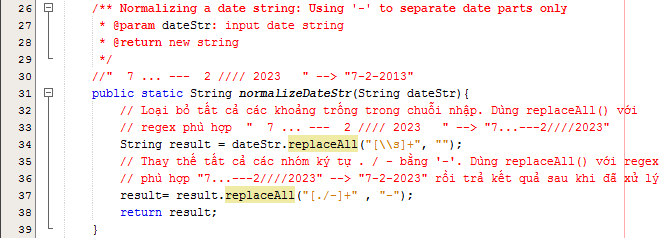 26 /** Normalizing a date string: Using '-' to separate date parts only
27 * @param dateStr: input date string
28 * @return new string
29 */
30 //"  7 ... ---  2 //// 2023   " --> "7-2-2013"
31 public static String normalizeDateStr(String dateStr){
32 // Loại bỏ tất cả các khoảng trống trong chuỗi nhập. Dùng replaceAll() với
33 // regex phù hợp "  7 ... ---  2 //// 2023   " --> "7...---2////2023"
34 String result = dateStr.replaceAll("[\\s]+", "");
35 // Thay thế tất cả các nhóm ký tự . / - bằng '-'. Dùng replaceAll() với regex
36 // phù hợp "7...---2////2023" --> "7-2-2023" rồi trả kết quả sau khi đã xử lý
37 result= result.replaceAll("[./-]+" , "-");
38 return result;
39 }